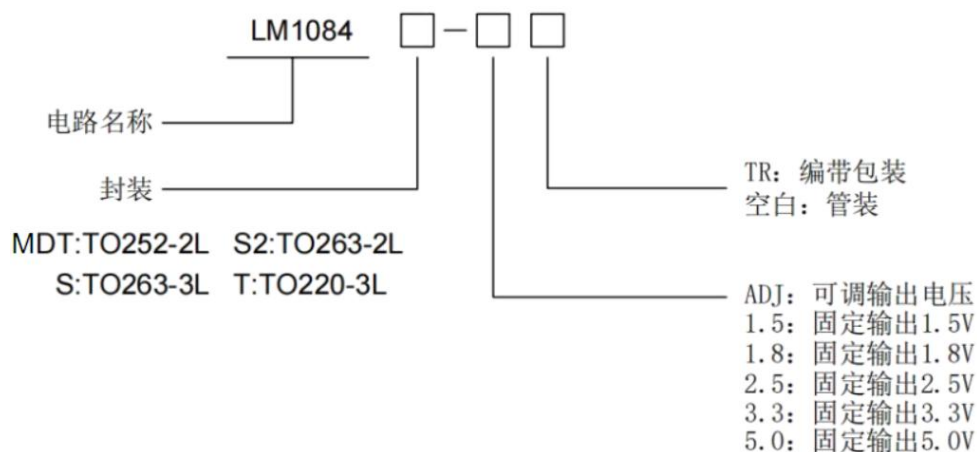 LM1084 □-□ □
电路名称
封装
MDT:TO252-2L S2:TO263-2L
S:TO263-3L T:TO220-3L
TR: 编带包装
空白: 管装
ADJ: 可调输出电压
1.5: 固定输出1.5V
1.8: 固定输出1.8V
2.5: 固定输出2.5V
3.3: 固定输出3.3V
5.0: 固定输出5.0V